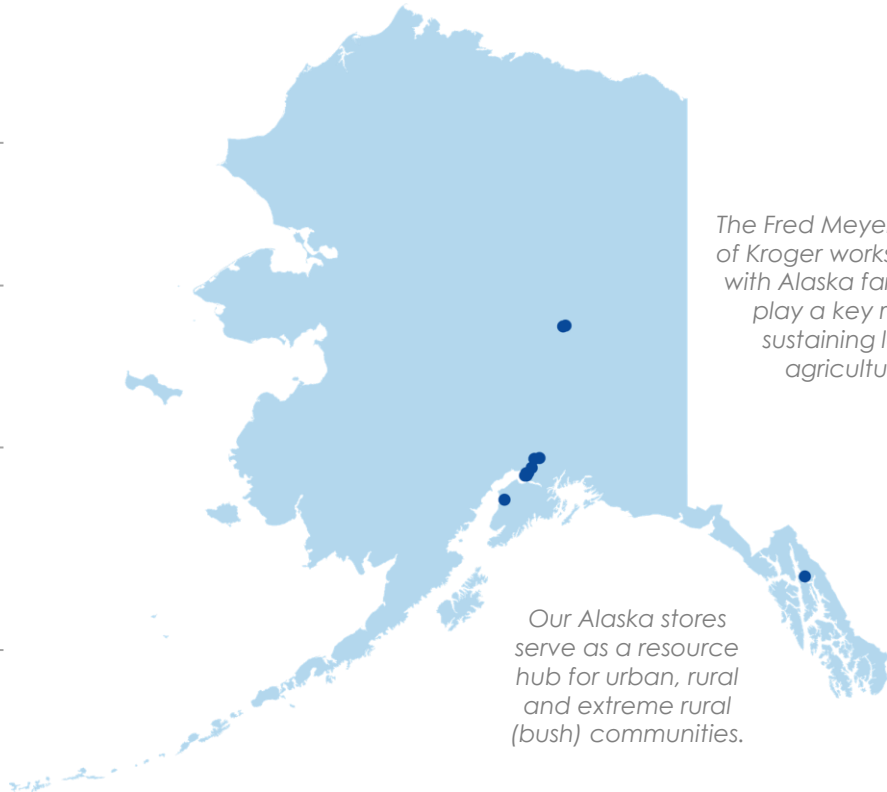 The Fred Meye
of Kroger works
with Alaska far
play a key r
sustaining l
agricultu
Our Alaska stores
serve as a resource
hub for urban, rural
and extreme rural
(bush) communities.